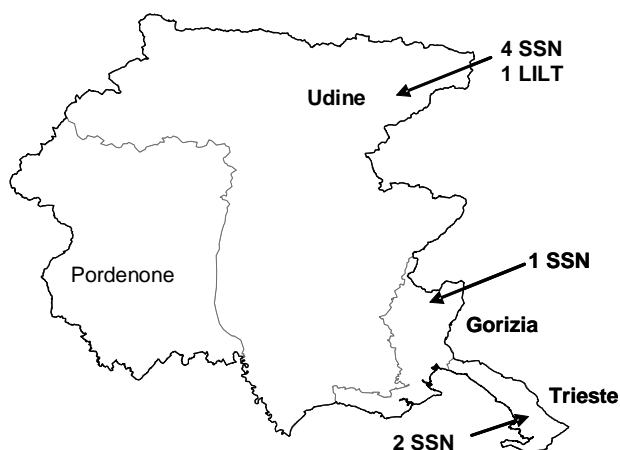 4 SSN
1 LILT
Udine
1 SSN
Pordenone
Gorizia
Trieste
2 SSN